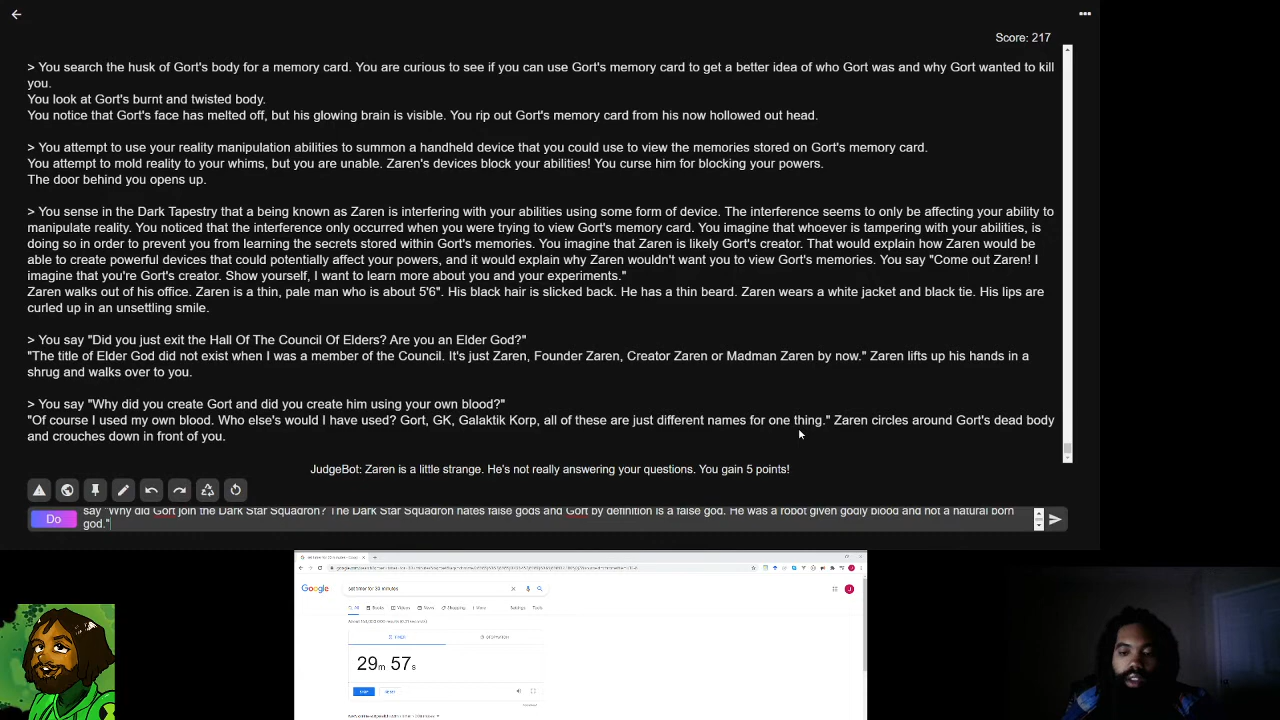 Score: 217
> You search the husk of Gort's body for a memory card. You are curious to see if you can use Gort's memory card to get a better idea of who Gort was and why Gort wanted to kill
you.
You look at Gort's burnt and twisted body.
You notice that Gort's face has melted off, but his glowing brain is visible. You rip out Gort's memory card from his now hollowed out head.
> You attempt to use your reality manipulation abilities to summon a handheld device that you could use to view the memories stored on Gort's memory card.
You attempt to mold reality to your whims, but you are unable. Zaren's devices block your abilities! You curse him for blocking your powers.
The door behind you opens up.
> You sense in the Dark Tapestry that a being known as Zaren is interfering with your abilities using some form of device. The interference seems to only be affecting your ability to
manipulate reality. You noticed that the interference only occurred when you were trying to view Gort's memory card. You imagine that whoever is tampering with your abilities, is
doing so in order to prevent you from learning the secrets stored within Gort's memories. You imagine that Zaren is likely Gort's creator. That would explain how Zaren would be
able to create powerful devices that could potentially affect your powers, and it would explain why Zaren wouldn't want you to view Gort's memories. You say "Come out Zaren! I
imagine that you're Gort's creator. Show yourself, I want to learn more about you and your experiments."
Zaren walks out of his office. Zaren is a thin, pale man who is about 5'6". His black hair is slicked back. He has a thin beard. Zaren wears a white jacket and black tie. His lips are
curled up in an unsettling smile.
> You say "Did you just exit the Hall Of The Council Of Elders? Are you an Elder God?"
"The title of Elder God did not exist when I was a member of the Council. It's just Zaren, Founder Zaren, Creator Zaren or Madman Zaren by now." Zaren lifts up his hands in a
shrug and walks over to you.
> You say "Why did you create Gort and did you create him using your own blood?"
"Of course I used my own blood. Who else's would I have used? Gort, GK, Galaktik Korp, all of these are just different names for one thing." Zaren circles around Gort's dead body
and crouches down in front of you.
JudgeBot: Zaren is a little strange. He's not really answering your questions. You gain 5 points!
Do
say "Why did Gort join the Dark Star Squadron? The Dark Star Squadron hates false gods and Gort by definition is a false god. He was a robot given godly blood and not a natural born
god."
Google
set timer for 30 minutes
All Books Videos News Shopping More Settings Tools
TIMER STOPWATCH
29m 57s